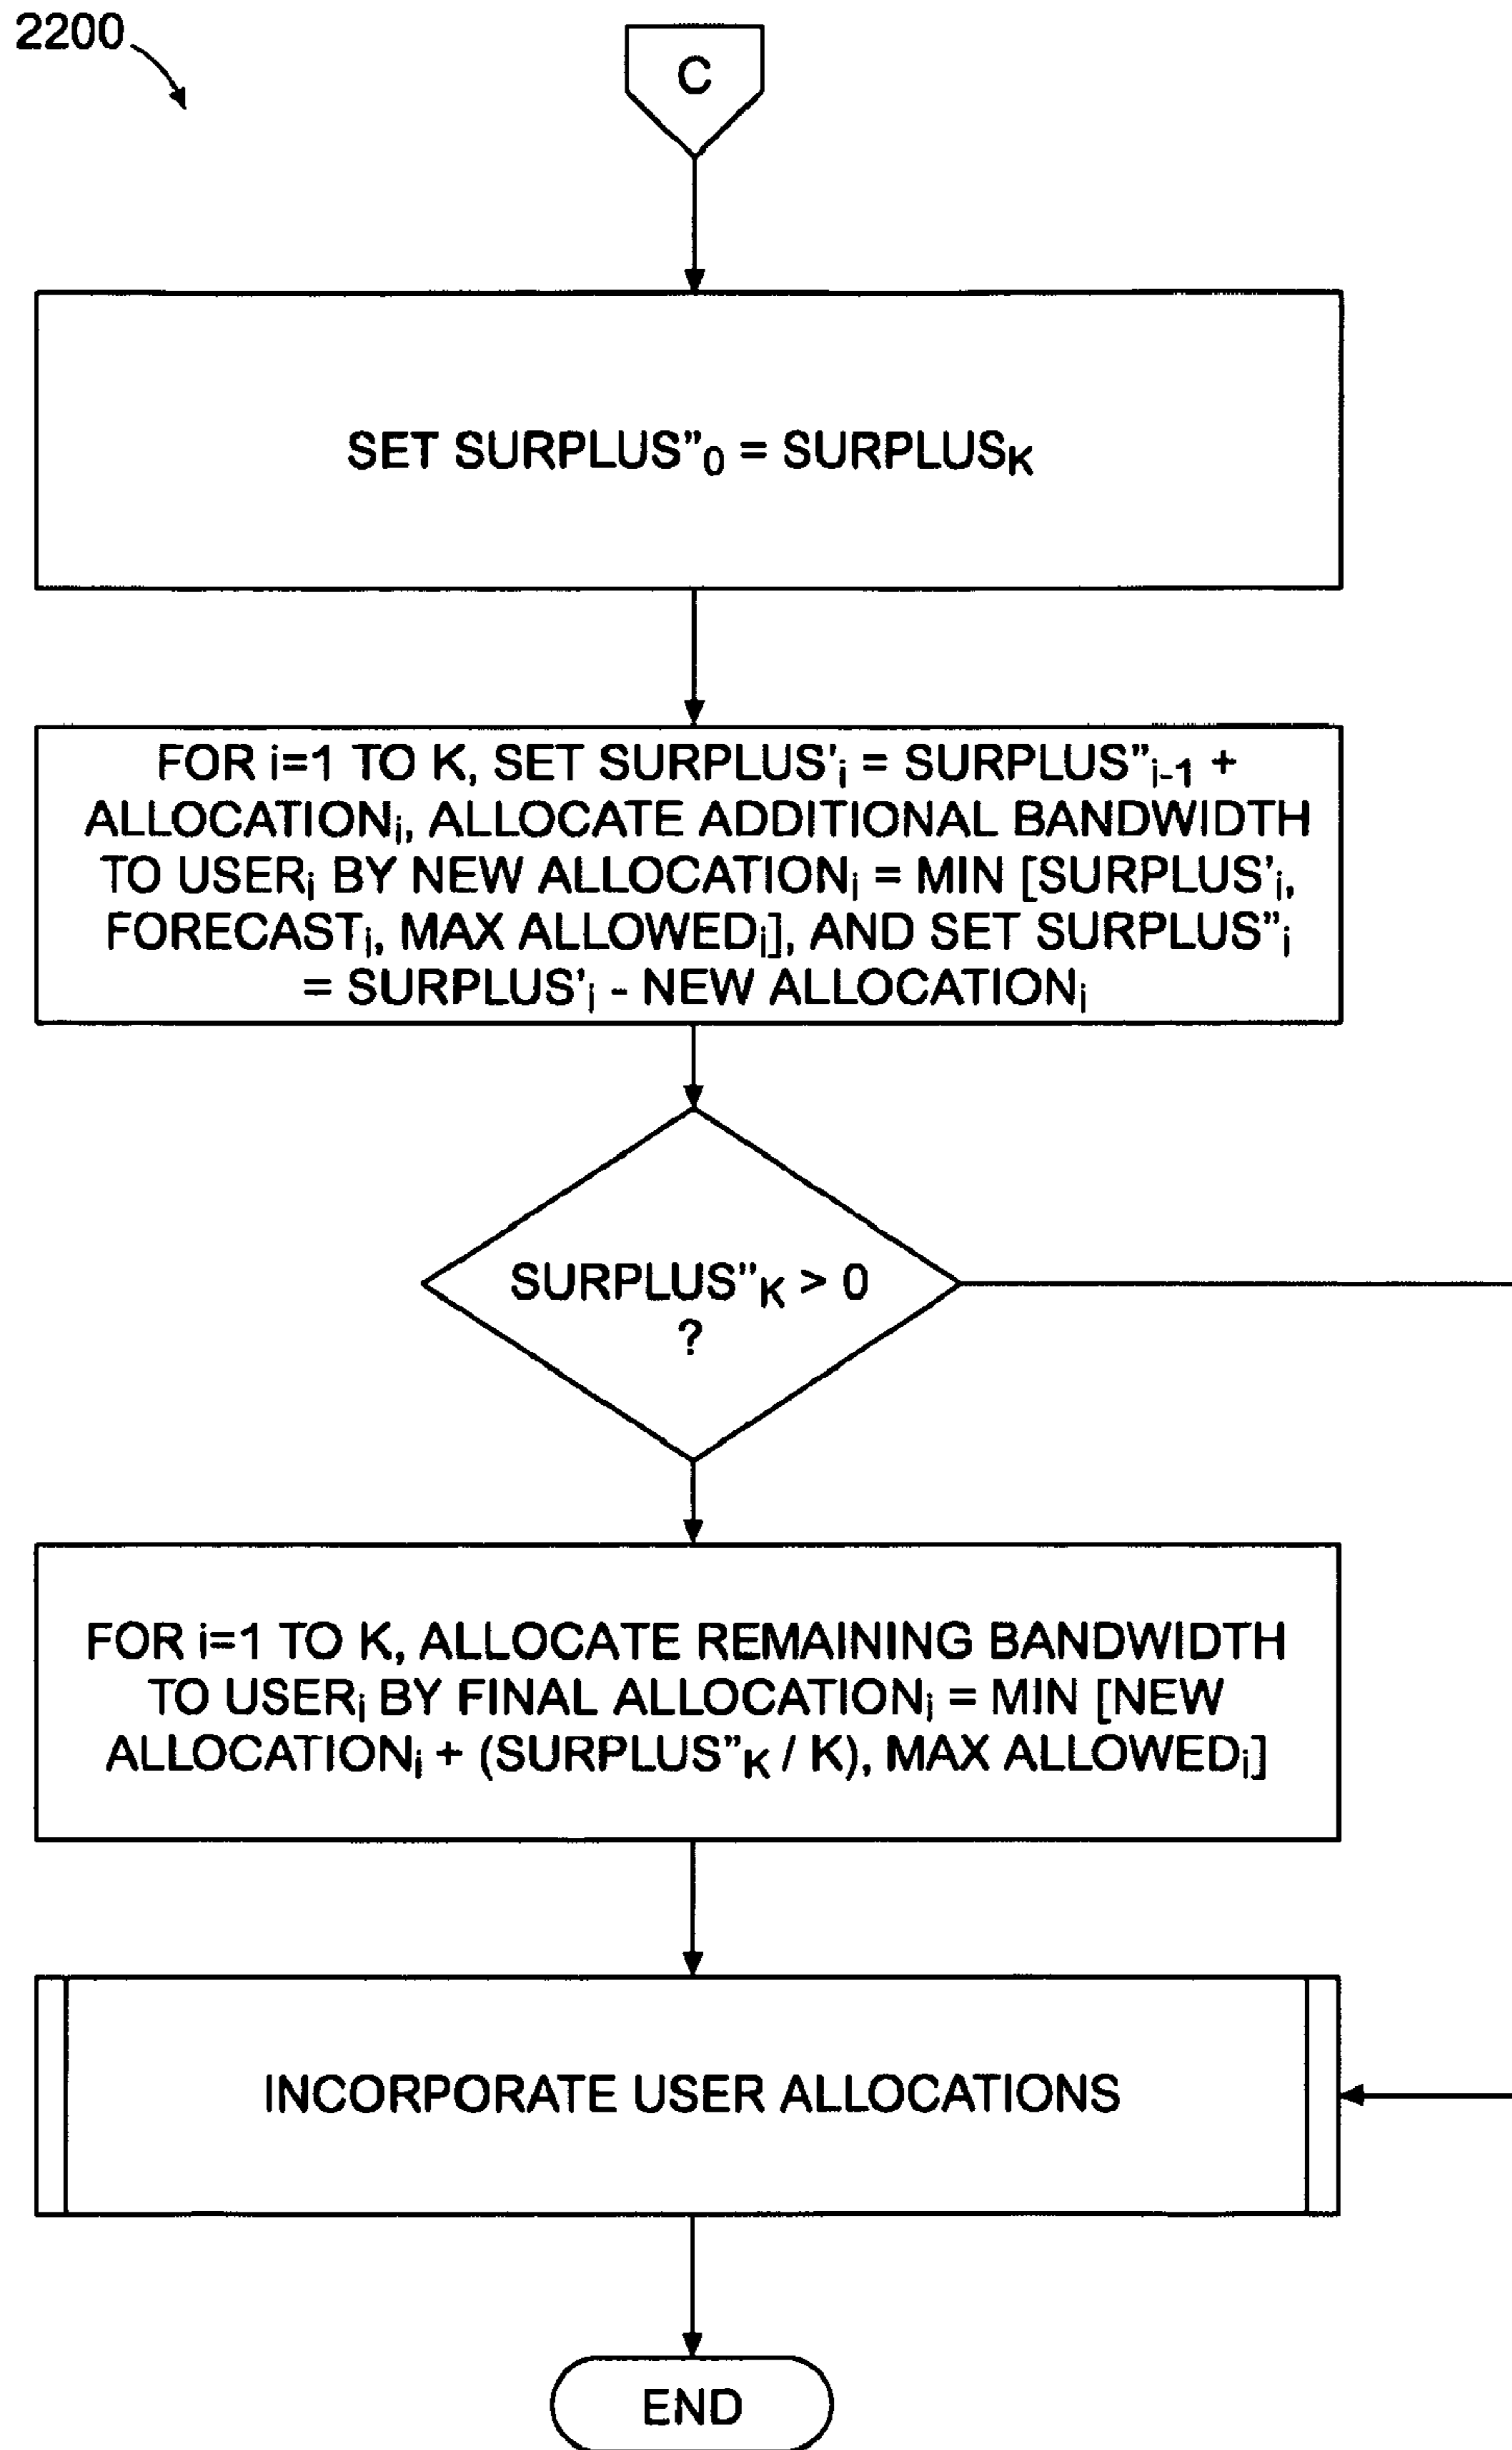 2200
C
SET SURPLUS”₀ = SURPLUSK
FOR i=1 TO K, SET SURPLUS'ᵢ = SURPLUS”ᵢ₋₁ +
ALLOCATIONᵢ, ALLOCATE ADDITIONAL BANDWIDTH
TO USERᵢ BY NEW ALLOCATIONᵢ = MIN [SURPLUS'ᵢ,
FORECASTᵢ, MAX ALLOWEDᵢ], AND SET SURPLUS”ᵢ
= SURPLUS'ᵢ - NEW ALLOCATIONᵢ
SURPLUS”K > 0
?
FOR i=1 TO K, ALLOCATE REMAINING BANDWIDTH
TO USERᵢ BY FINAL ALLOCATIONᵢ = MIN [NEW
ALLOCATIONᵢ + (SURPLUS”K / K), MAX ALLOWEDᵢ]
INCORPORATE USER ALLOCATIONS
END